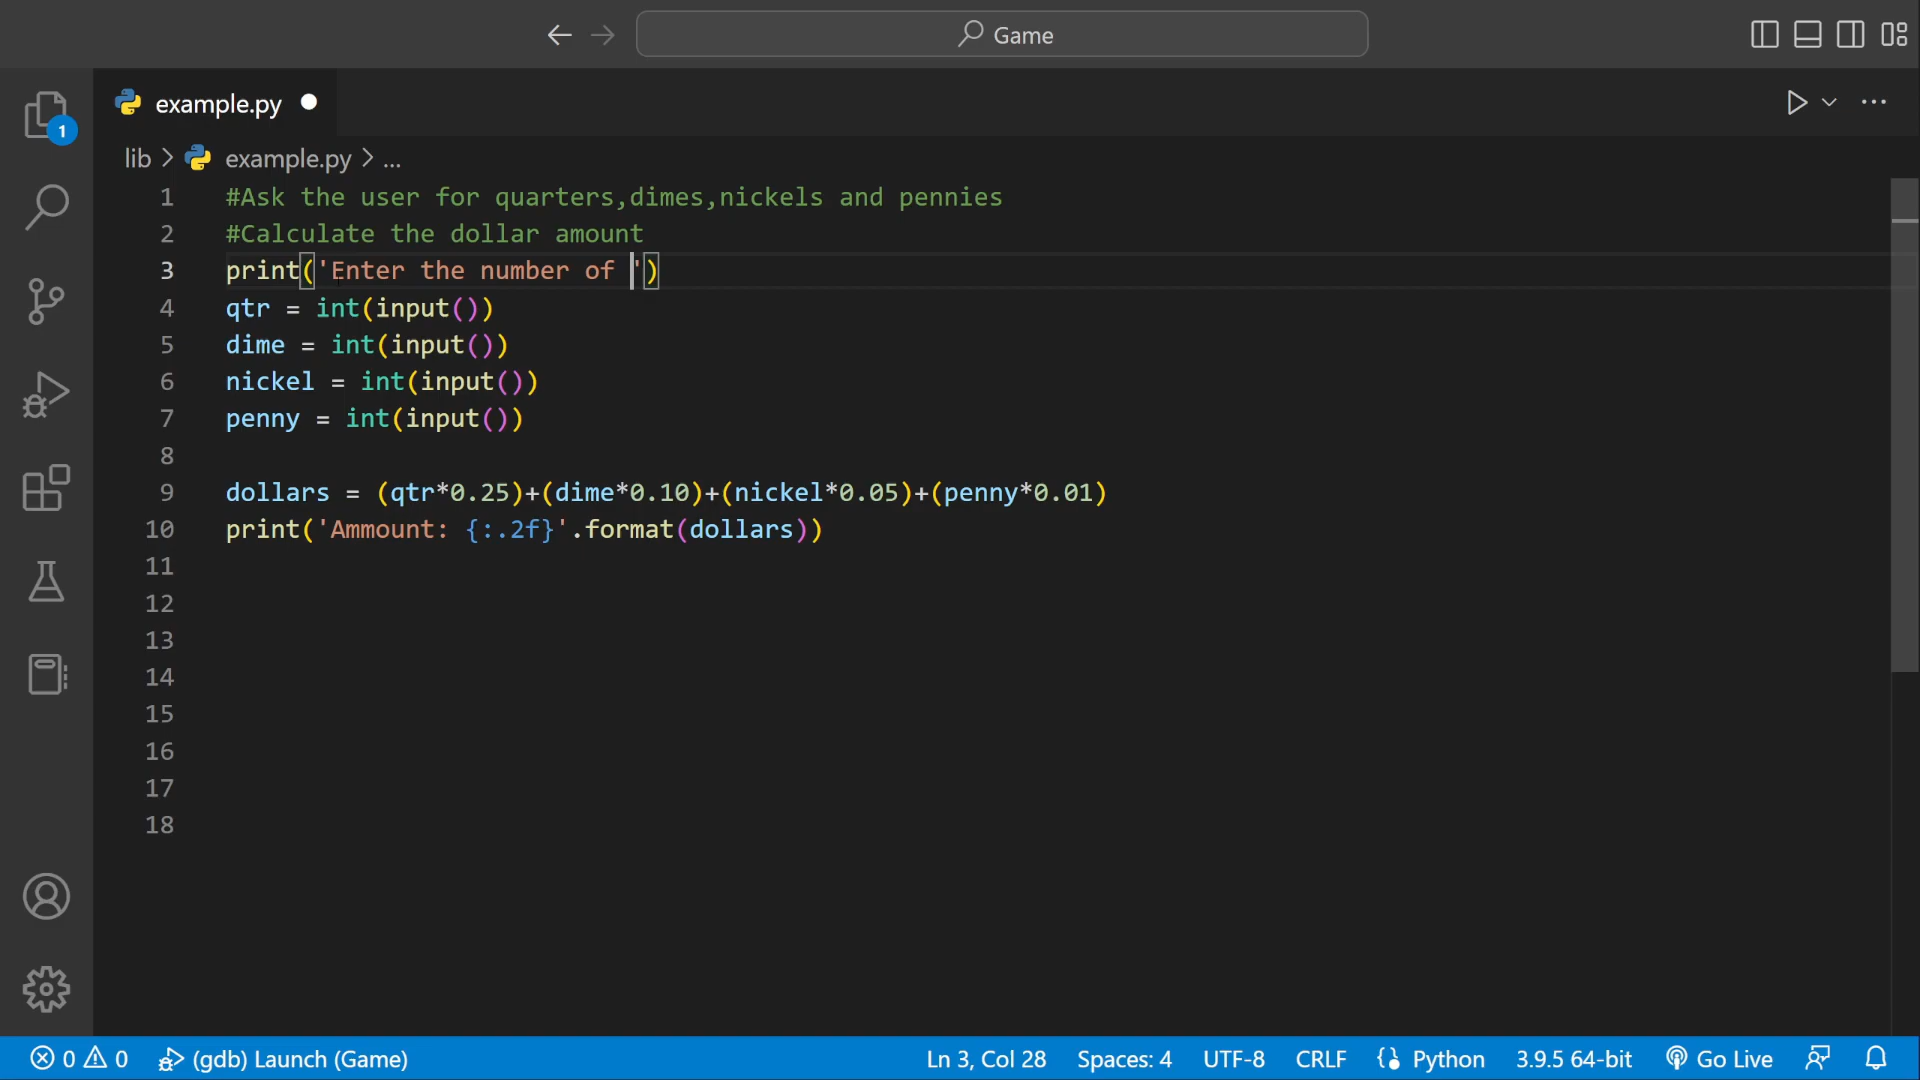 Game
example.py
1
lib > example.py > ...
1 #Ask the user for quarters,dimes,nickels and pennies
2 #Calculate the dollar amount
3 print('Enter the number of ')
4 qtr = int(input())
5 dime = int(input())
6 nickel = int(input())
7 penny = int(input())
8
9 dollars = (qtr*0.25)+(dime*0.10)+(nickel*0.05)+(penny*0.01)
10 print('Ammount: {:.2f}'.format(dollars))
11
12
13
14
15
16
17
18
0 0 (gdb) Launch (Game) Ln 3, Col 28 Spaces: 4 UTF-8 CRLF Python 3.9.5 64-bit Go Live